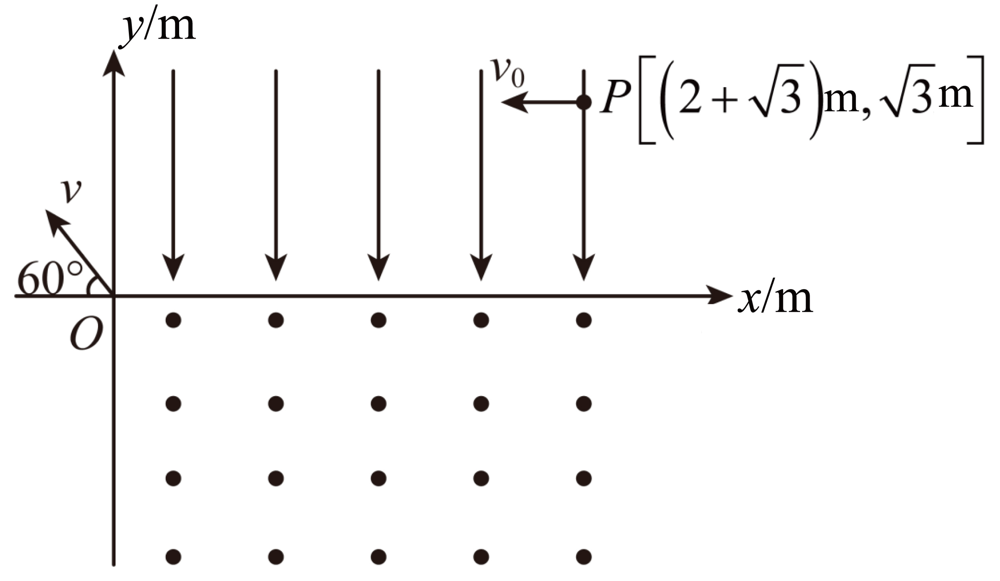 y/m
v₀
P[(2+√3)m,√3m]
v
60°
x/m
O